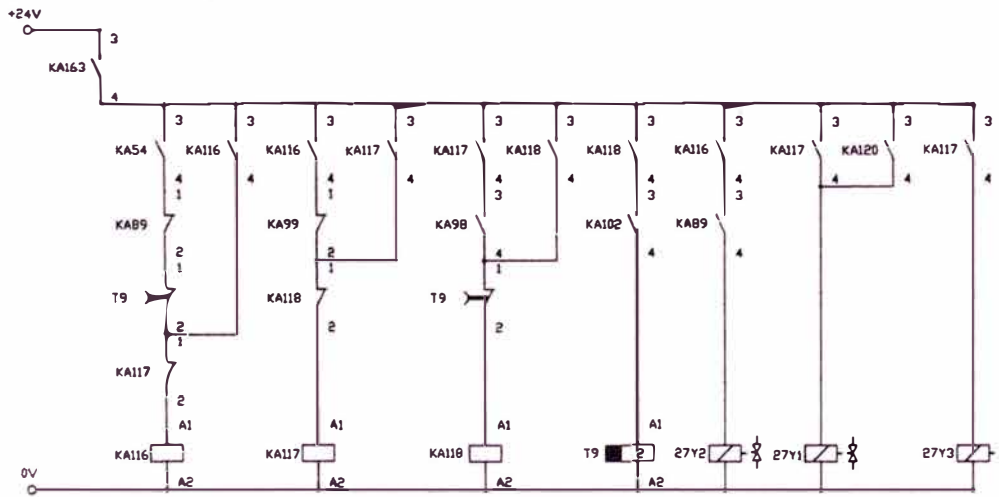 +24V
3
KA163
4
3 3 3 3 3 3 3 3 3 3 3
KA54 KA116 KA116 KA117 KA117 KA118 KA118 KA116 KA117 KA120 KA117
4 4 4 4 4 4 4 4 4 4 4
1 1 3 3 3
KA89 KA99 KA98 KA102 KA89
2 2 4 4 4
1 1 1
T9 KA118 T9
2 2 2
1
KA117
2
A1 A1 A1 A1
KA116 KA117 KA118 T9 2 27Y2 27Y1 27Y3
0V
A2 A2 A2 A2